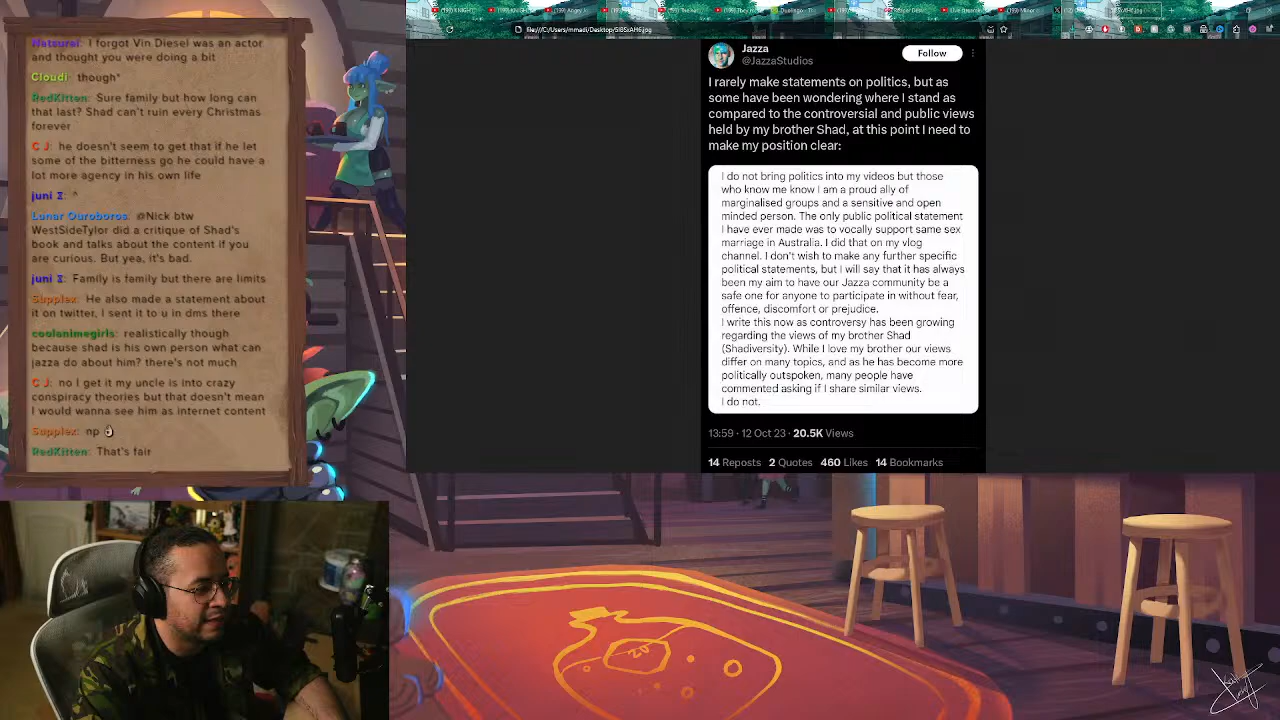 Natsurei: I forgot Vin Diesel was an actor
and thought you were doing a bit
Cloudi: though*
RedKitten: Sure family but how long can
that last? Shad can't ruin every Christmas
forever
C J: he doesn't seem to get that if he let
some of the bitterness go he could have a
lot more agency in his own life
juni ⧖: ^
Lunar Ouroboros: @Nick btw
WestSideTylor did a critique of Shad's
book and talks about the content if you
are curious. But yea, it's bad.
juni ⧖: Family is family but there are limits
Supplex: He also made a statement about
it on twitter, I sent it to u in dms there
coolanimegirls: realistically though
because shad is his own person what can
jazza do about him? there's not much
C J: no I get it my uncle is into crazy
conspiracy theories but that doesn't mean
I would wanna see him as internet content
Supplex: np 👌
RedKitten: That's fair
Jazza
@JazzaStudios
Follow
I rarely make statements on politics, but as
some have been wondering where I stand as
compared to the controversial and public views
held by my brother Shad, at this point I need to
make my position clear:
I do not bring politics into my videos but those
who know me know I am a proud ally of
marginalised groups and a sensitive and open
minded person. The only public political statement
I have ever made was to vocally support same sex
marriage in Australia. I did that on my vlog
channel. I don't wish to make any further specific
political statements, but I will say that it has always
been my aim to have our Jazza community be a
safe one for anyone to participate in without fear,
offence, discomfort or prejudice.
I write this now as controversy has been growing
regarding the views of my brother Shad
(Shadiversity). While I love my brother our views
differ on many topics, and as he has become more
politically outspoken, many people have
commented asking if I share similar views.
I do not.
13:59 · 12 Oct 23 · 20.5K Views
14 Reposts 2 Quotes 460 Likes 14 Bookmarks
20